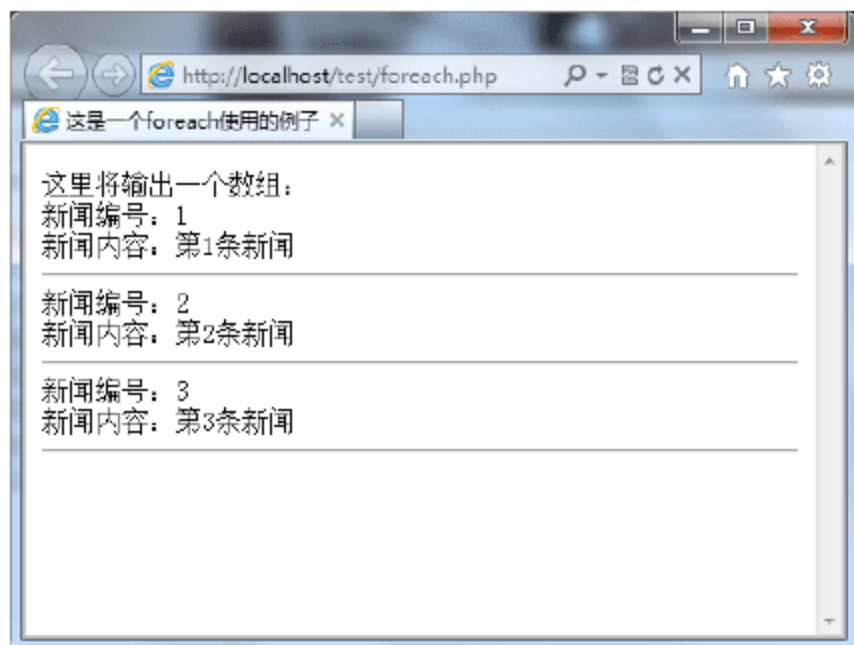 http://localhost/test/foreach.php
这是一个foreach使用的例子
这里将输出一个数组：
新闻编号：1
新闻内容：第1条新闻
新闻编号：2
新闻内容：第2条新闻
新闻编号：3
新闻内容：第3条新闻